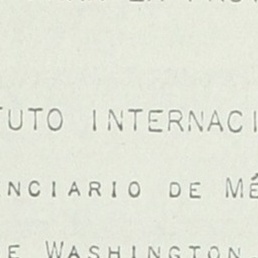 TUTO INTERNACI
NCIARIO DE MÉ
E WASHINGTON